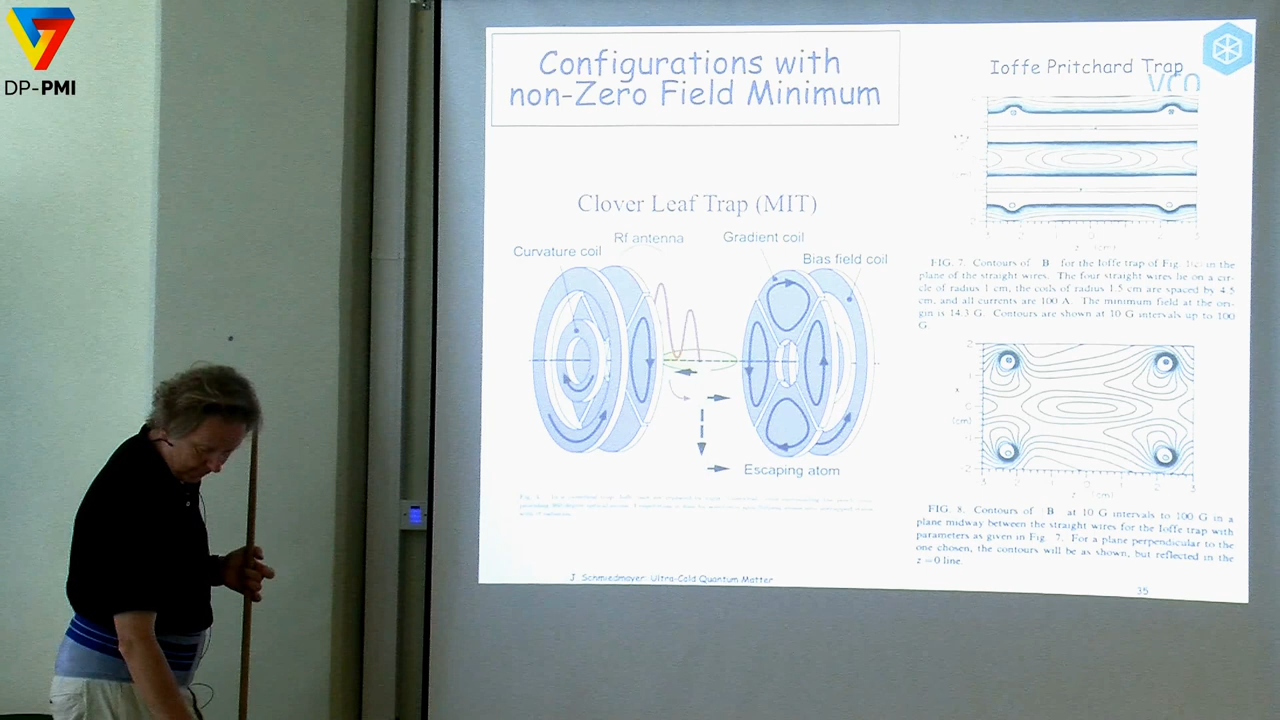 DP-PMI
Configurations with
non-Zero Field Minimum
Clover Leaf Trap (MIT)
Rf antenna
Gradient coil
Curvature coil
Bias field coil
Escaping atom
J. Schmiedmayer: Ultra-Cold Quantum Matter
Ioffe Pritchard Trap
VCQ
z (cm)
FIG. 7. Contours of B for the Ioffe trap of Fig. in the
plane of the straight wires. The four straight wires lie on a cir-
cle of radius 1 cm, the coils of radius 1.5 cm are spaced by 4.5
cm, and all currents are 100 A. The minimum field at the ori-
gin is 14.3 G. Contours are shown at 10 G intervals up to 100
G.
x
(cm)
z (cm)
FIG. 8. Contours of B at 10 G intervals to 100 G in a
plane midway between the straight wires for the Ioffe trap with
parameters as given in Fig. 7. For a plane perpendicular to the
one chosen, the contours will be as shown, but reflected in the
z = 0 line.
35